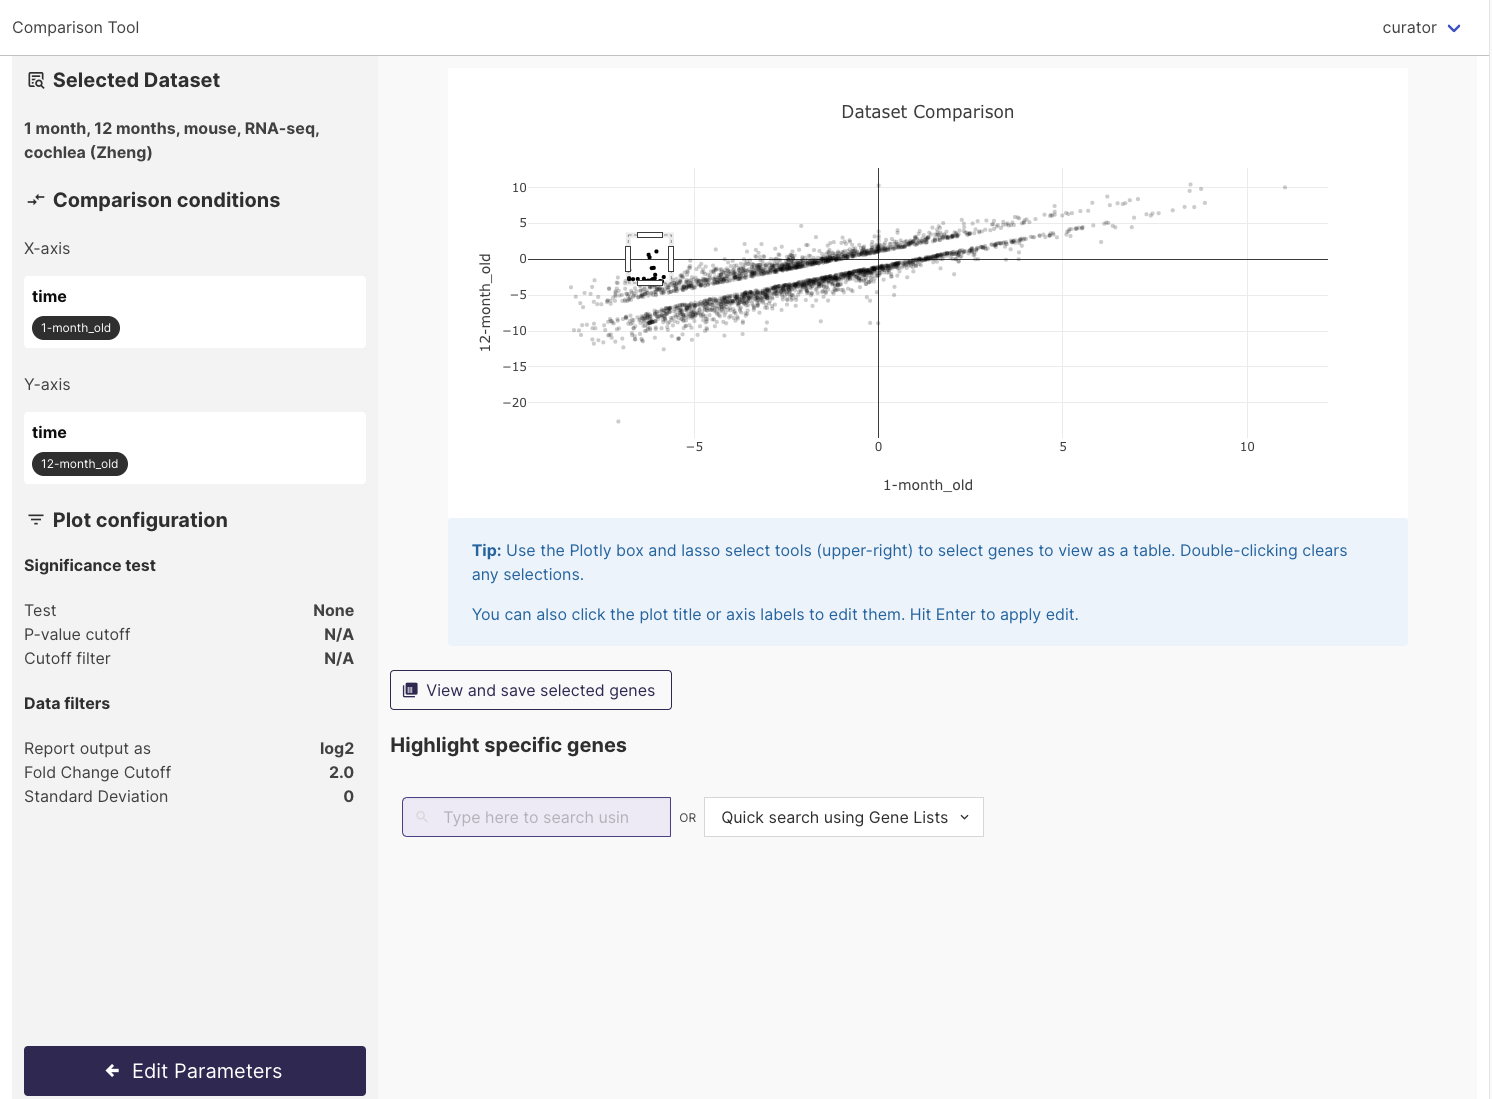 Comparison Tool
curator
Selected Dataset
1 month, 12 months, mouse, RNA-seq,
cochlea (Zheng)
Comparison conditions
X-axis
time
1-month_old
Y-axis
time
12-month_old
Plot configuration
Significance test
Test None
P-value cutoff N/A
Cutoff filter N/A
Data filters
Report output as log2
Fold Change Cutoff 2.0
Standard Deviation 0
Edit Parameters
Dataset Comparison
12-month_old
10
5
0
−5
−10
−15
−20
−5 0 5 10
1-month_old
Tip: Use the Plotly box and lasso select tools (upper-right) to select genes to view as a table. Double-clicking clears
any selections.
You can also click the plot title or axis labels to edit them. Hit Enter to apply edit.
View and save selected genes
Highlight specific genes
Type here to search usin
OR
Quick search using Gene Lists